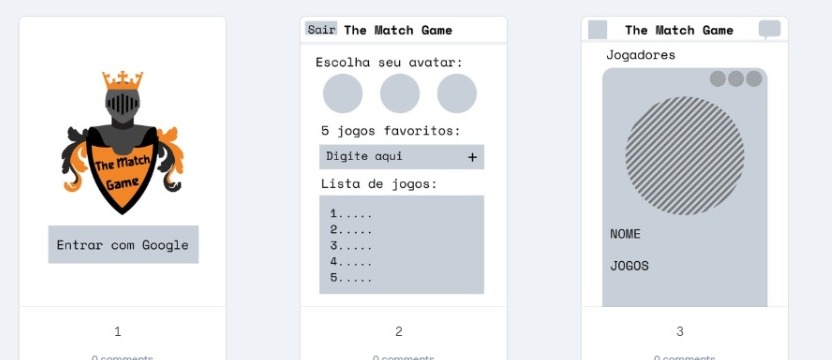 The Match
Game
Entrar com Google
1
0 comments
Sair The Match Game
Escolha seu avatar:
5 jogos favoritos:
Digite aqui +
Lista de jogos:
1.....
2.....
3.....
4.....
5.....
2
0 comments
The Match Game
Jogadores
NOME
JOGOS
3
0 comments